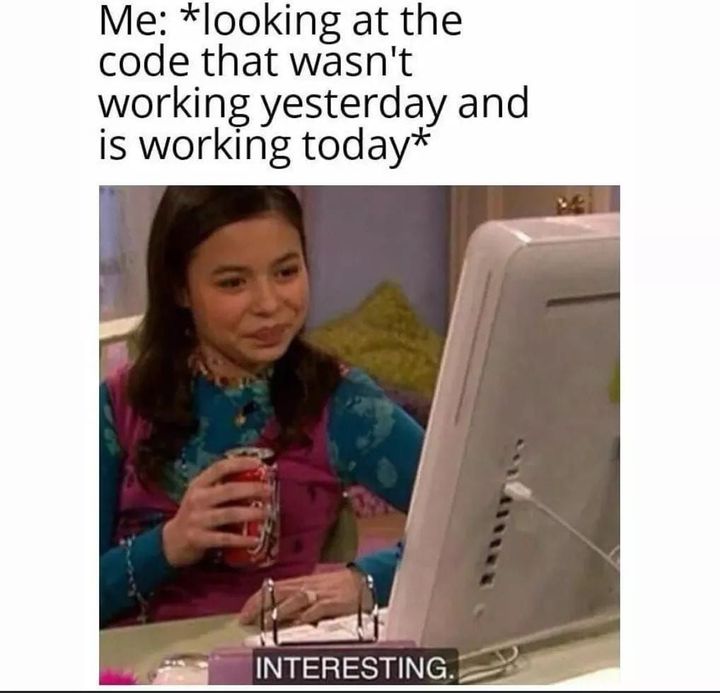 Me: *looking at the
code that wasn't
working yesterday and
is working today*
INTERESTING.